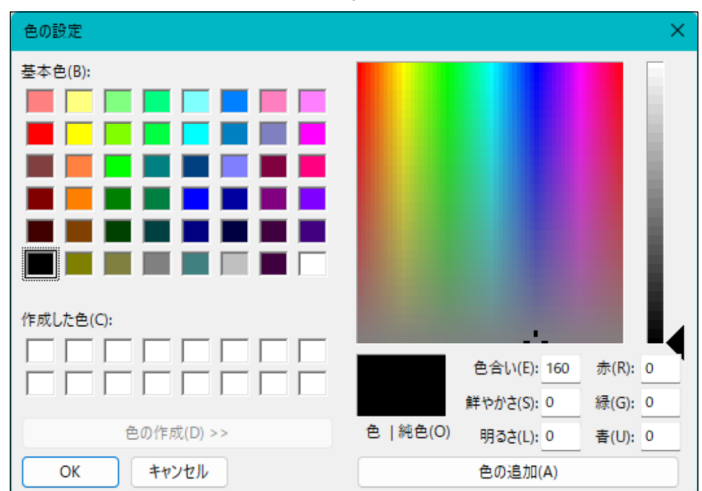 色の設定
基本色(B):
作成した色(C):
色の作成(D) >>
OK
キャンセル
色 | 純色(O)
色合い(E): 160
鮮やかさ(S): 0
明るさ(L): 0
赤(R): 0
緑(G): 0
青(U): 0
色の追加(A)